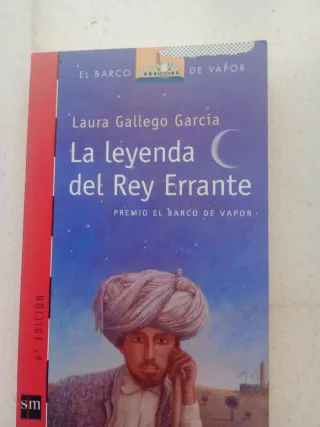 EL BARCO DE VAPOR
Laura Gallego García
La leyenda
del Rey Errante
PREMIO EL BARCO DE VAPOR
6ª EDICIÓN
sm